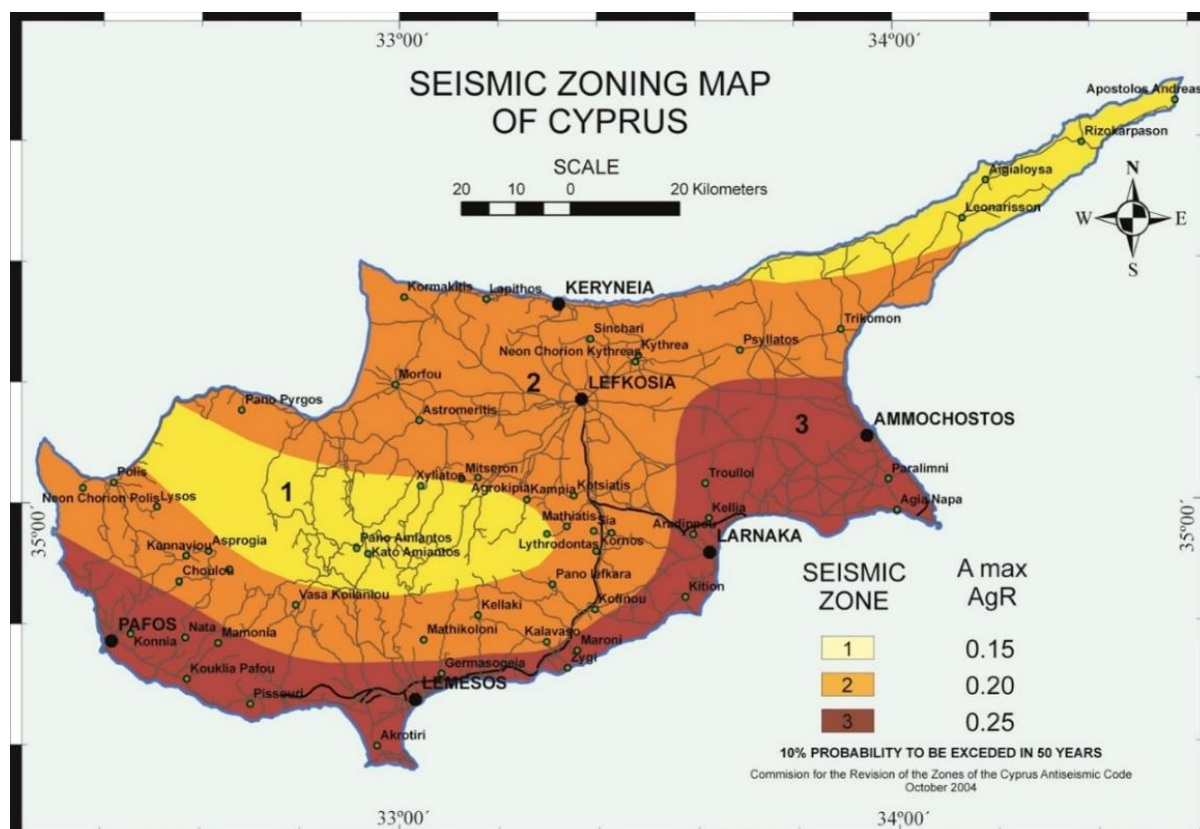 33°00´ 34°00´
SEISMIC ZONING MAP
OF CYPRUS
SCALE
20 10 0 20 Kilometers
N
W E
S
Apostolos Andreas
Rizokarpason
Aigialoysa
Leonarisson
Kormakitis
Lapithos
KERYNEIA
Trikomon
Sinchari
Neon Chorion Kythreas
Kythrea
Psyllatos
Morfou
2
LEFKOSIA
Pano Pyrgos
Astromeritis
3
AMMOCHOSTOS
Polis
Neon Chorion Polis
Lysos
1
Xyliatos
Mitseron
Agrokipia
Kampia
Kotsiatis
Troulloi
Paralimni
Agia Napa
Mathiatis
Sia
Kellia
Aradippou
35°00´ 35°00´
Kannaviou
Asprogia
Pano Amiantos
Kato Amiantos
Lythrodontas
Kornos
LARNAKA
Choulou
Pano lefkara
Kition
Vasa Koilaniou
Kellaki
Kofinou
PAFOS
Konnia
Nata
Mamonia
Mathikoloni
Kalavaso
Maroni
Zygi
Kouklia Pafou
Germasogeia
Pissouri
LEMESOS
Akrotiri
SEISMIC
ZONE
A max
AgR
1 0.15
2 0.20
3 0.25
10% PROBABILITY TO BE EXCEDED IN 50 YEARS
Commision for the Revision of the Zones of the Cyprus Antiseismic Code
October 2004
33°00´ 34°00´